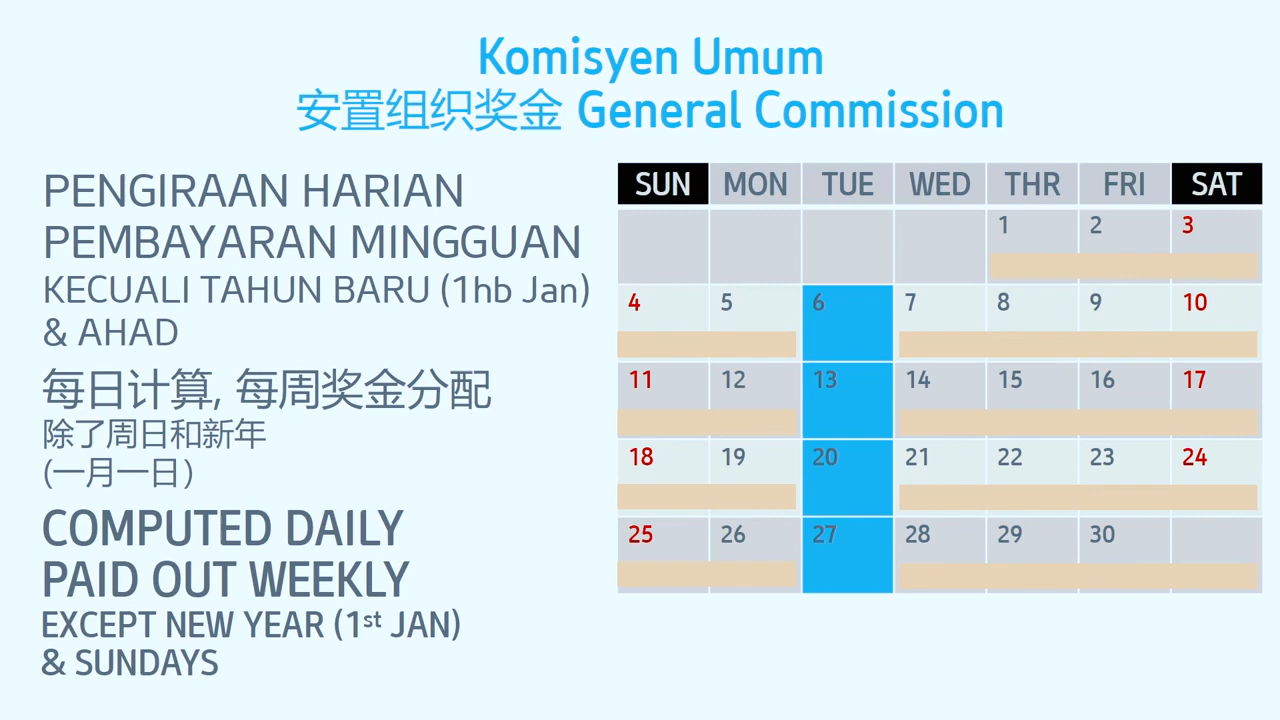 Komisyen Umum
安置组织奖金 General Commission
PENGIRAAN HARIAN
PEMBAYARAN MINGGUAN
KECUALI TAHUN BARU (1hb Jan)
& AHAD
每日计算, 每周奖金分配
除了周日和新年
(一月一日)
COMPUTED DAILY
PAID OUT WEEKLY
EXCEPT NEW YEAR (1st JAN)
& SUNDAYS
SUN MON TUE WED THR FRI SAT
1 2 3
4 5 6 7 8 9 10
11 12 13 14 15 16 17
18 19 20 21 22 23 24
25 26 27 28 29 30